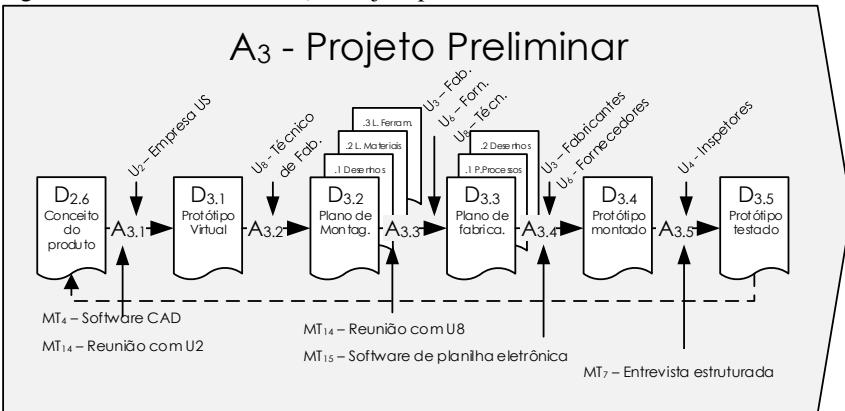 A3 - Projeto Preliminar
U2 – Empresa US
U8 – Técnico
de Fab.
U3 – Fab.
U6 – Forn.
U8 – Técn.
U3 – Fabricantes
U6 – Fornecedores
U4 – Inspetores
.3 L. Ferram.
.2 L. Materiais
.1 Desenhos
.2 Desenhos
.1 P.Processos
D2.6
Conceito
do
produto
A3.1
D3.1
Protótipo
Virtual
A3.2
D3.2
Plano de
Montag.
A3.3
D3.3
Plano de
fabrica.
A3.4
D3.4
Protótipo
montado
A3.5
D3.5
Protótipo
testado
MT4 – Software CAD
MT14 – Reunião com U2
MT14 – Reunião com U8
MT15 – Software de planilha eletrônica
MT7 – Entrevista estruturada